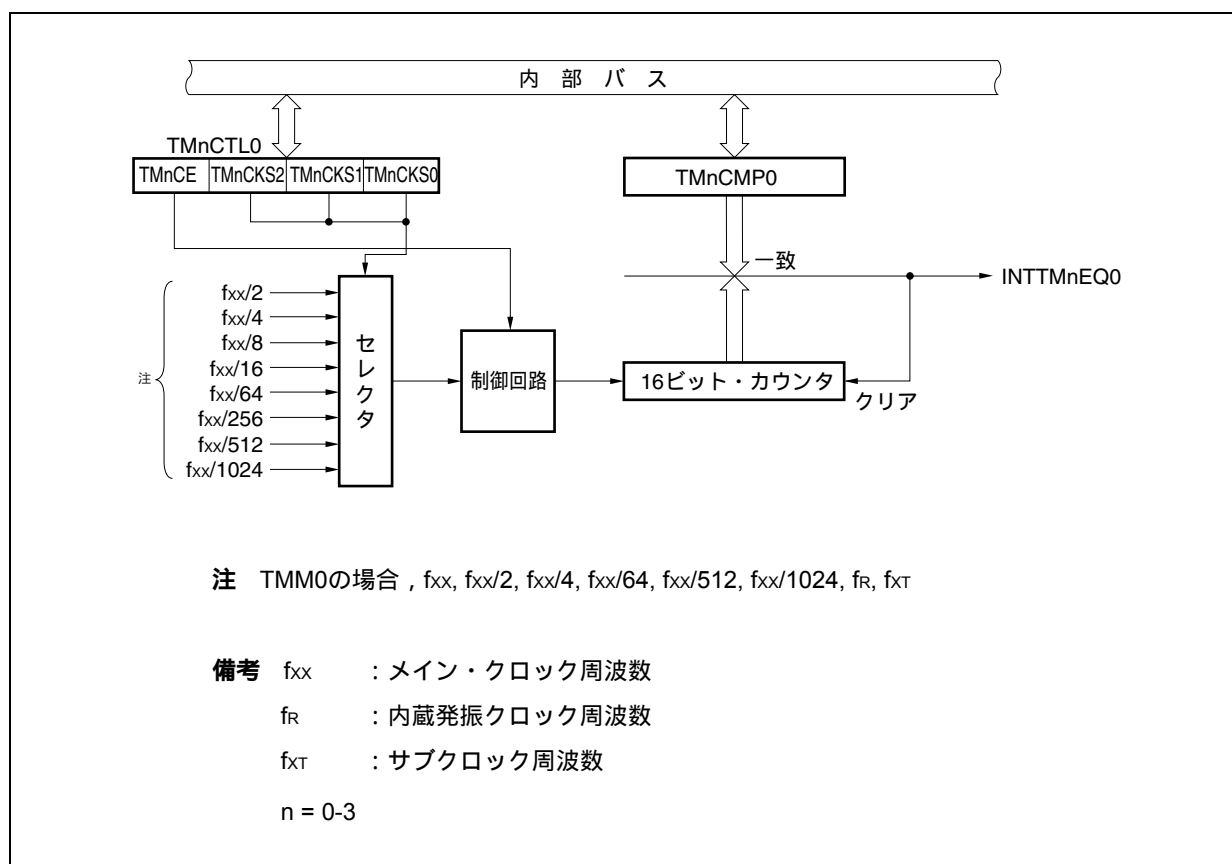 内 部 バ ス
TMnCTL0
TMnCE TMnCKS2 TMnCKS1 TMnCKS0
TMnCMP0
一致
INTTMnEQ0
fxx/2
fxx/4
fxx/8
fxx/16
fxx/64
fxx/256
fxx/512
fxx/1024
注
セレクタ
制御回路
16ビット・カウンタ
クリア
注 TMM0の場合，fxx, fxx/2, fxx/4, fxx/64, fxx/512, fxx/1024, fR, fXT
備考 fxx ：メイン・クロック周波数
fR ：内蔵発振クロック周波数
fXT ：サブクロック周波数
n = 0-3